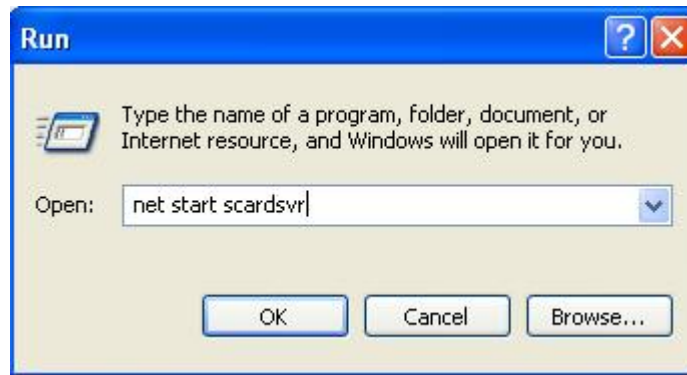 Run
Type the name of a program, folder, document, or
Internet resource, and Windows will open it for you.
Open: net start scardsvr
OK Cancel Browse...